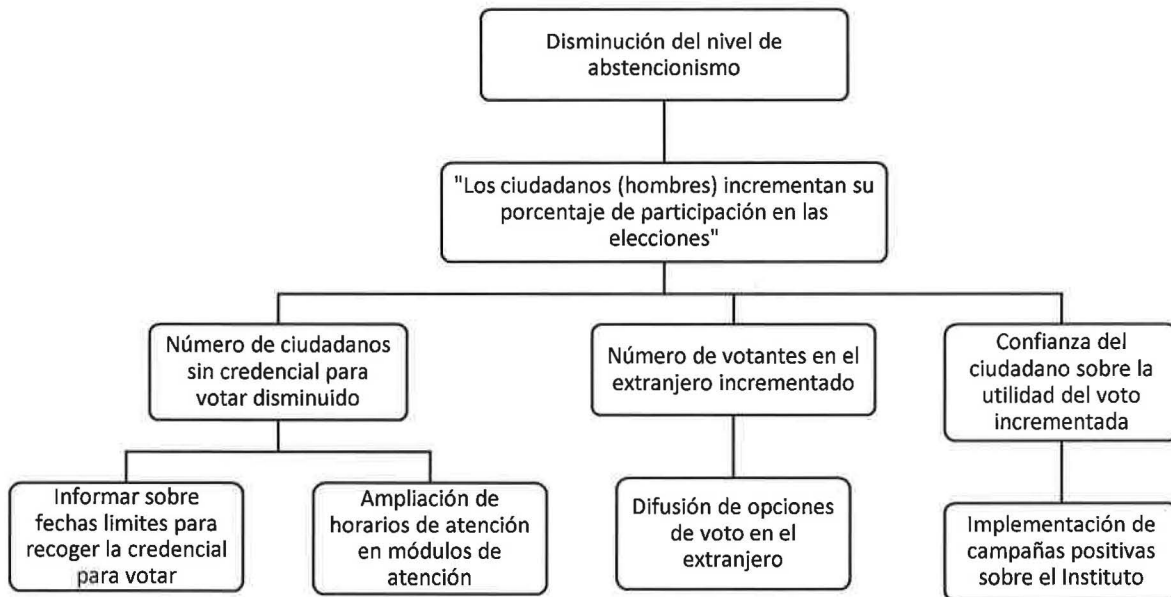 Disminución del nivel de
abstencionismo
"Los ciudadanos (hombres) incrementan su
porcentaje de participación en las
elecciones"
Número de ciudadanos
sin credencial para
votar disminuido
Número de votantes en el
extranjero incrementado
Confianza del
ciudadano sobre la
utilidad del voto
incrementada
Informar sobre
fechas limites para
recoger la credencial
para votar
Ampliación de
horarios de atención
en módulos de
atención
Difusión de opciones
de voto en el
extranjero
Implementación de
campañas positivas
sobre el Instituto